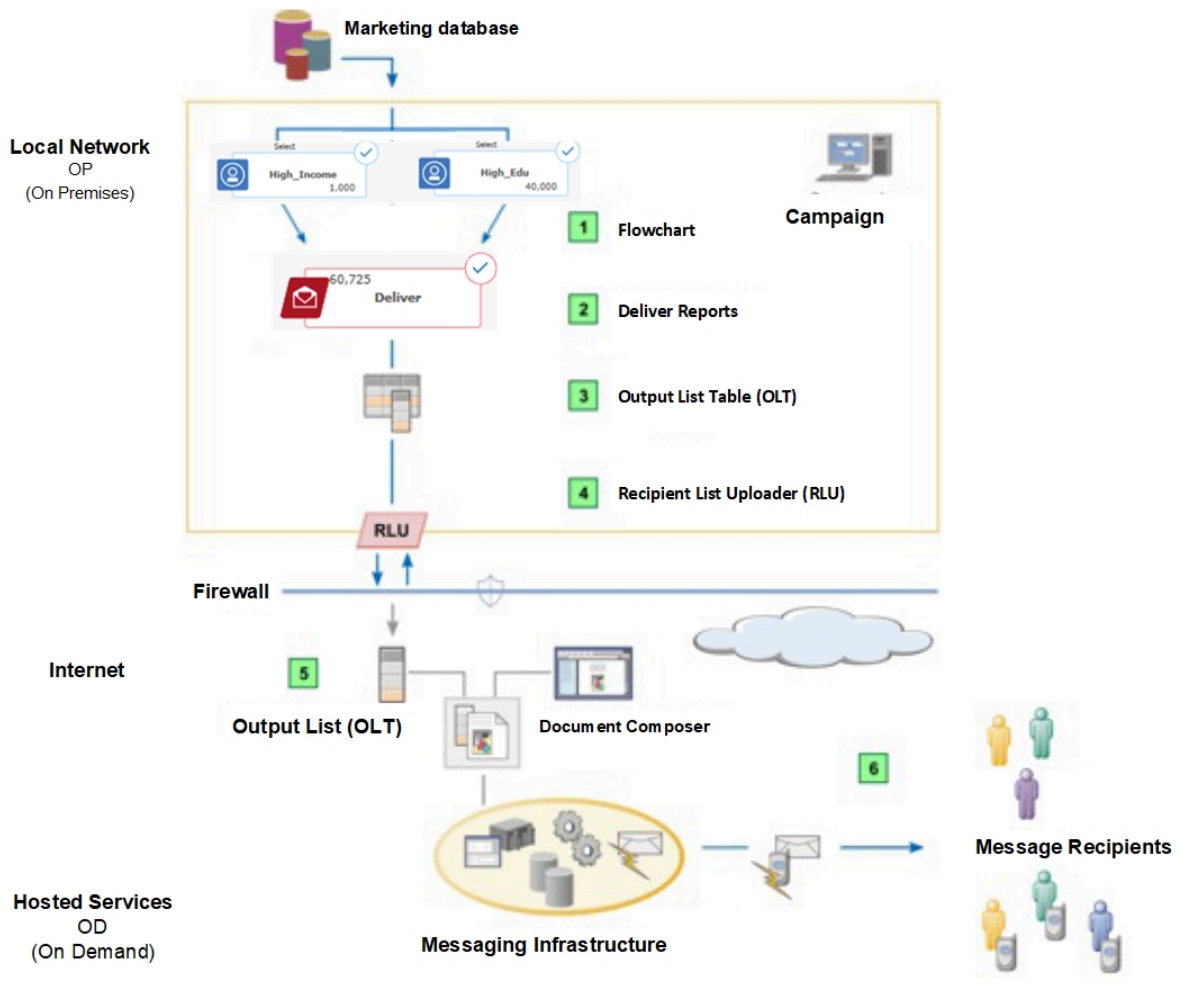 Marketing database
Local Network
OP
(On Premises)
Select
High_Income
1,000
Select
High_Edu
40,000
Campaign
1 Flowchart
60,725
Deliver
2 Deliver Reports
3 Output List Table (OLT)
4 Recipient List Uploader (RLU)
RLU
Firewall
Internet
5
Output List (OLT)
Document Composer
6
Message Recipients
Hosted Services
OD
(On Demand)
Messaging Infrastructure